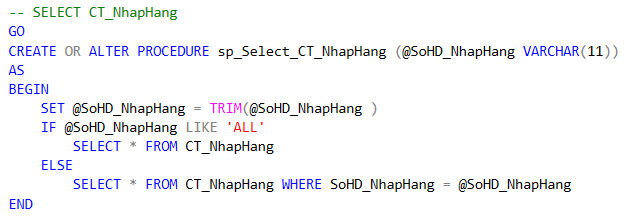 -- SELECT CT_NhapHang
GO
CREATE OR ALTER PROCEDURE sp_Select_CT_NhapHang (@SoHD_NhapHang VARCHAR(11))
AS
BEGIN
    SET @SoHD_NhapHang = TRIM(@SoHD_NhapHang )
    IF @SoHD_NhapHang LIKE 'ALL'
        SELECT * FROM CT_NhapHang
    ELSE
        SELECT * FROM CT_NhapHang WHERE SoHD_NhapHang = @SoHD_NhapHang
END